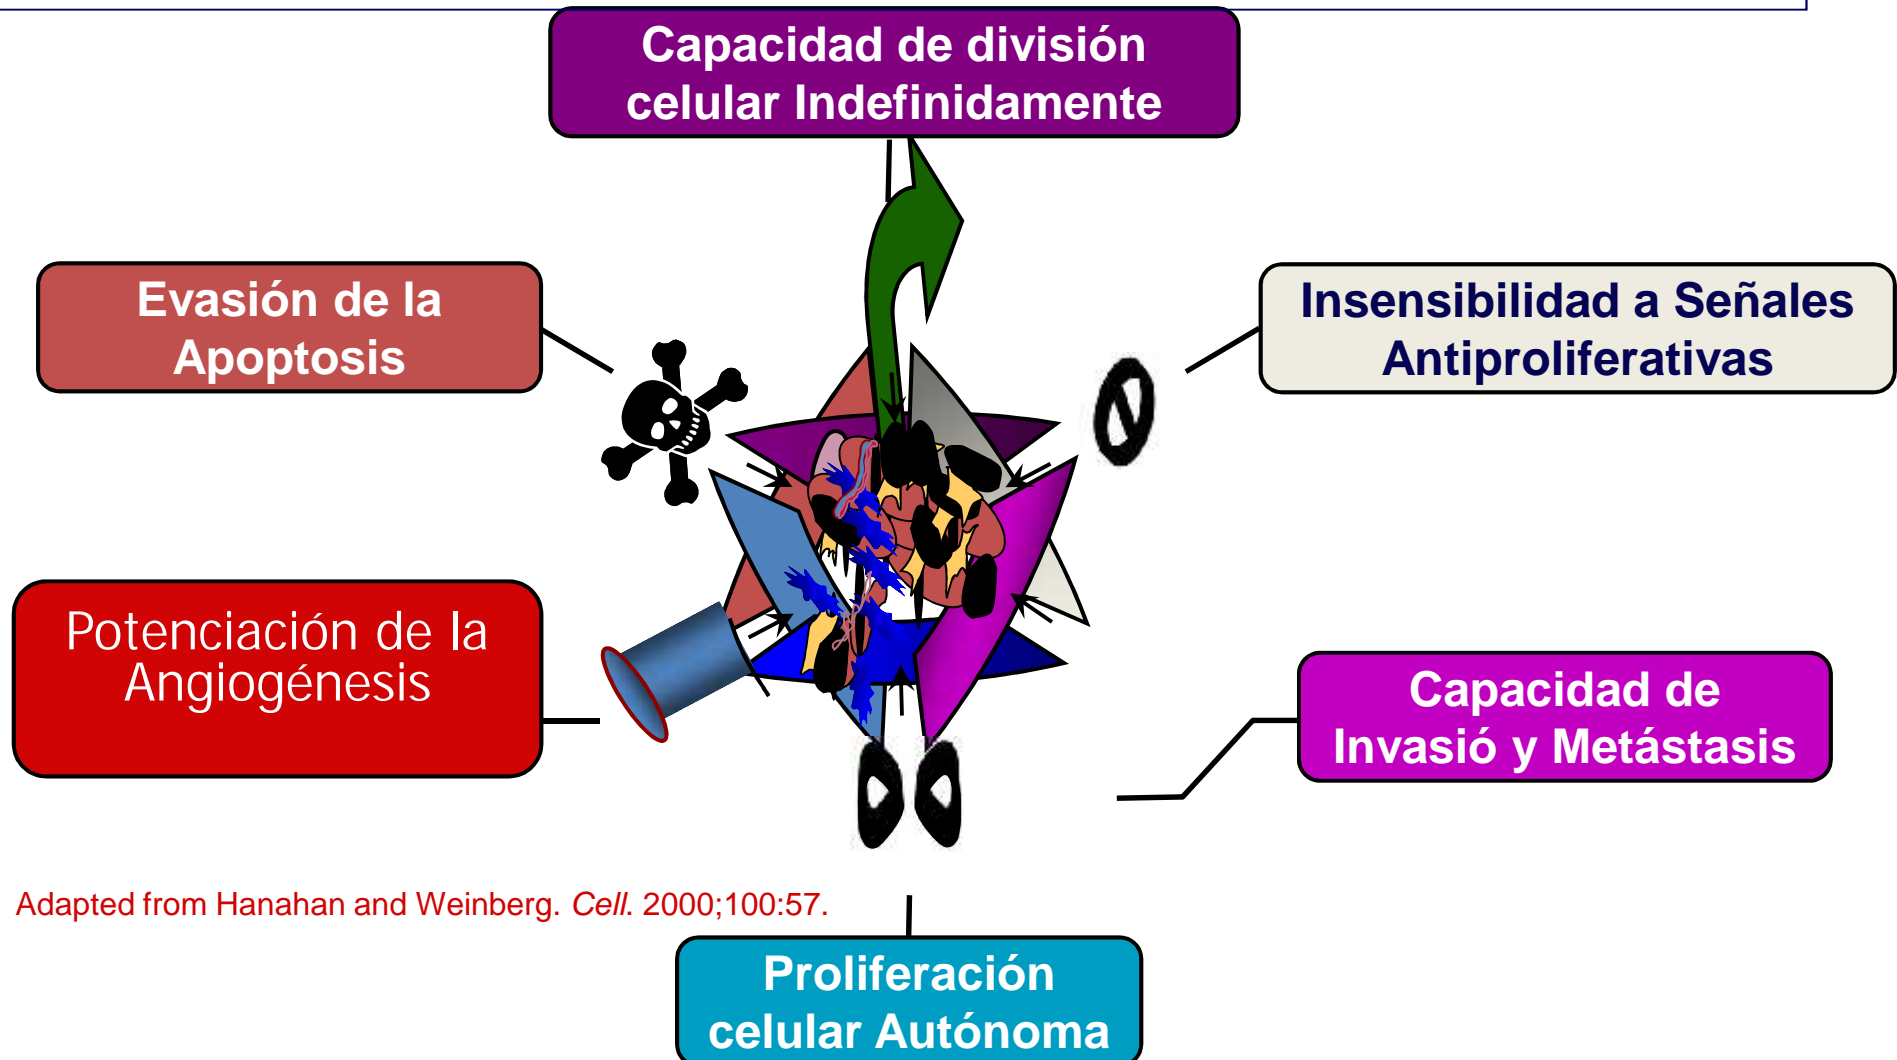 Capacidad de división
celular Indefinidamente
Evasión de la
Apoptosis
Insensibilidad a Señales
Antiproliferativas
Potenciación de la
Angiogénesis
Capacidad de
Invasió y Metástasis
Adapted from Hanahan and Weinberg. Cell. 2000;100:57.
Proliferación
celular Autónoma